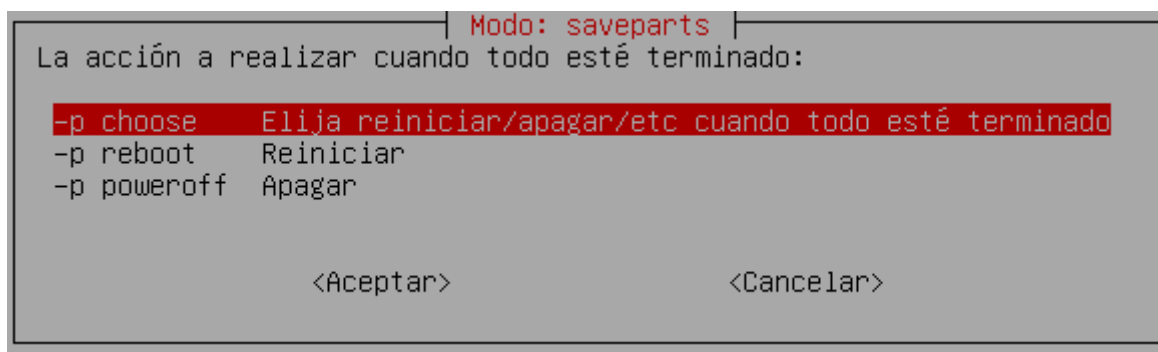 Modo: saveparts
La acción a realizar cuando todo esté terminado:
-p choose Elija reiniciar/apagar/etc cuando todo esté terminado
-p reboot Reiniciar
-p poweroff Apagar
<Aceptar> <Cancelar>